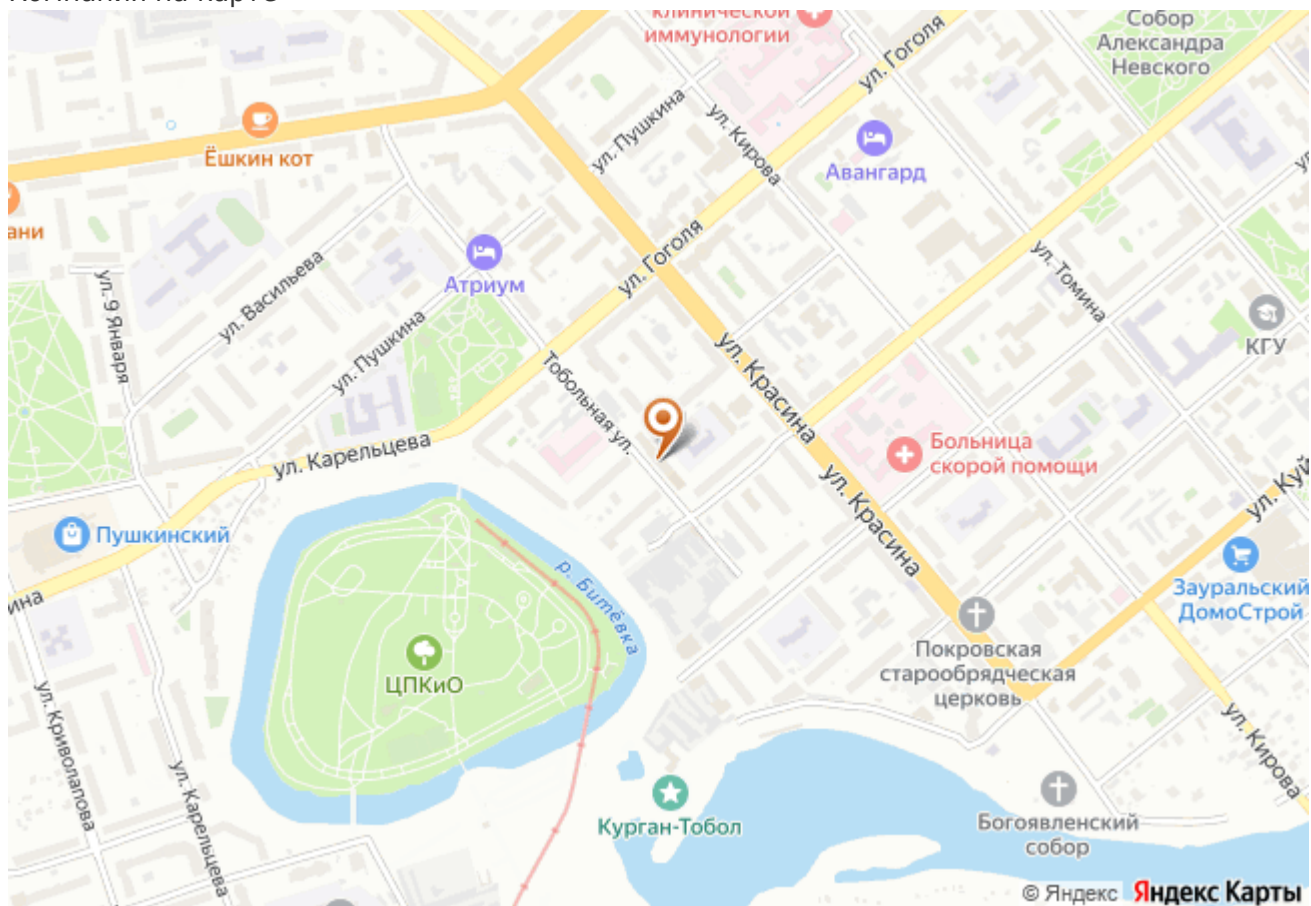 клинической
иммунологии
ул. Гоголя
Собор
Александра
Невского
Ёшкин кот
ул. Пушкина
ул. Кирова
Авангард
ани
ул. 9 Января
ул. Васильева
Атриум
ул. Гоголя
ул. Томина
КГУ
ул. Пушкина
Тобольная ул.
ул. Красина
ул. Карельцева
Больница
скорой помощи
ул. Красина
ул. Куй
Пушкинский
р. Битёвка
Зауральский
ДомоСтрой
ина
ЦПКиО
Покровская
старообрядческая
церковь
ул. Криволапова
ул. Карельцева
ул. Кирова
Курган-Тобол
Богоявленский
собор
© Яндекс Яндекс Карты